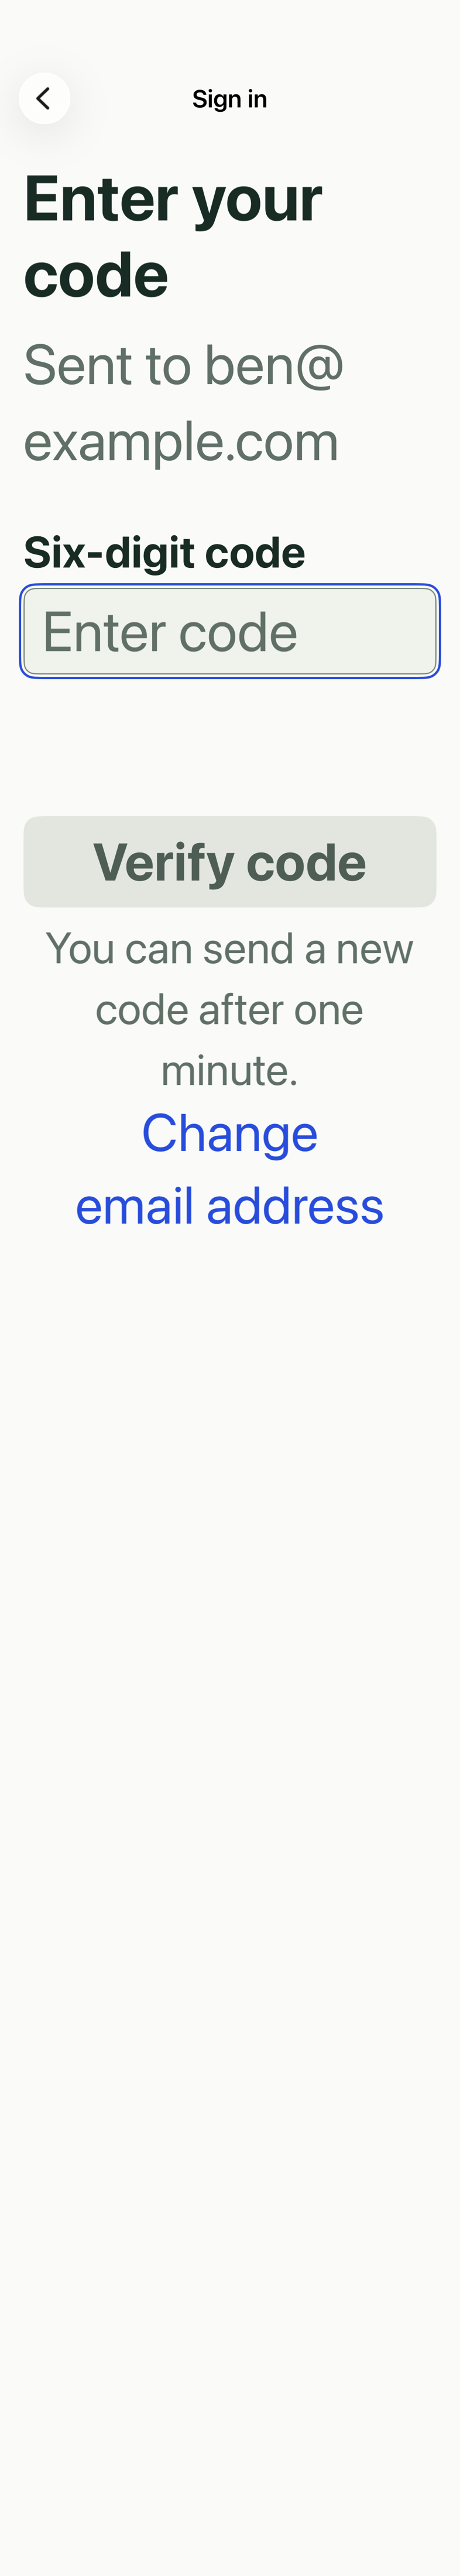 Sign in
Enter your
code
Sent to ben@
example.com
Six-digit code
Enter code
Verify code
You can send a new
code after one
minute.
Change
email address